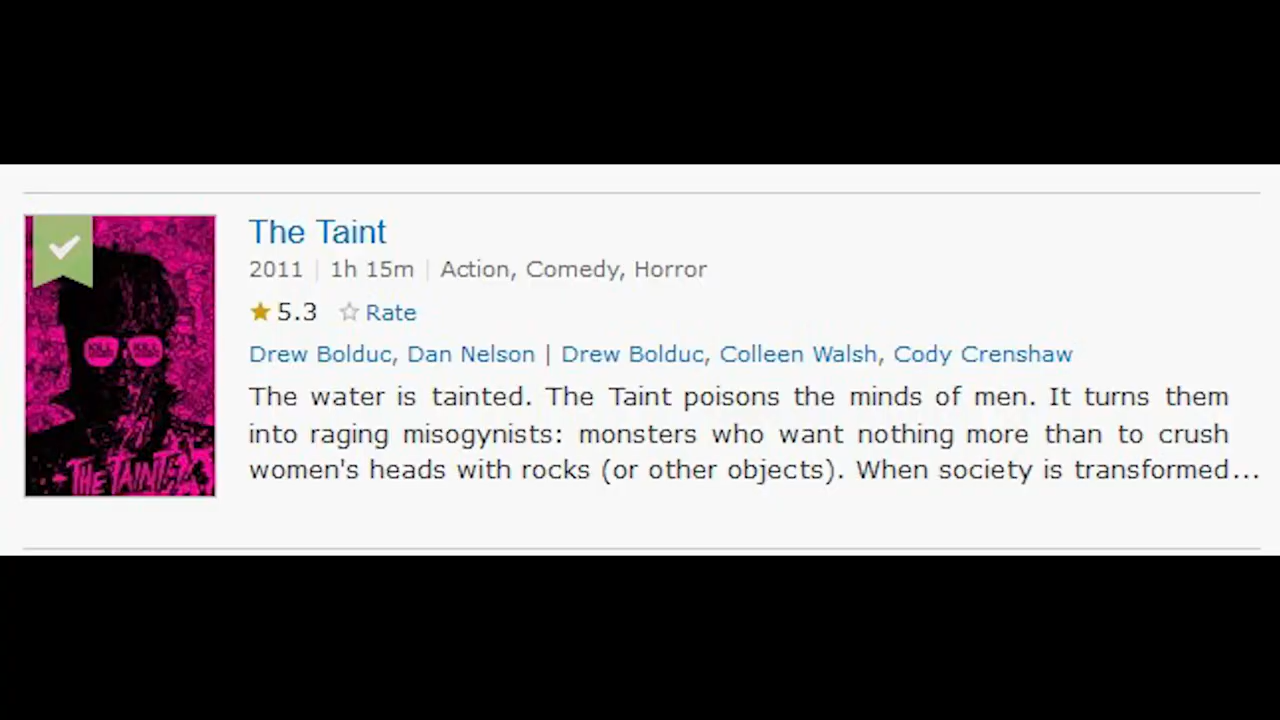 The Taint
2011 | 1h 15m | Action, Comedy, Horror
5.3 Rate
Drew Bolduc, Dan Nelson | Drew Bolduc, Colleen Walsh, Cody Crenshaw
The water is tainted. The Taint poisons the minds of men. It turns them
into raging misogynists: monsters who want nothing more than to crush
women's heads with rocks (or other objects). When society is transformed...
KILL KILL
THE TAINT